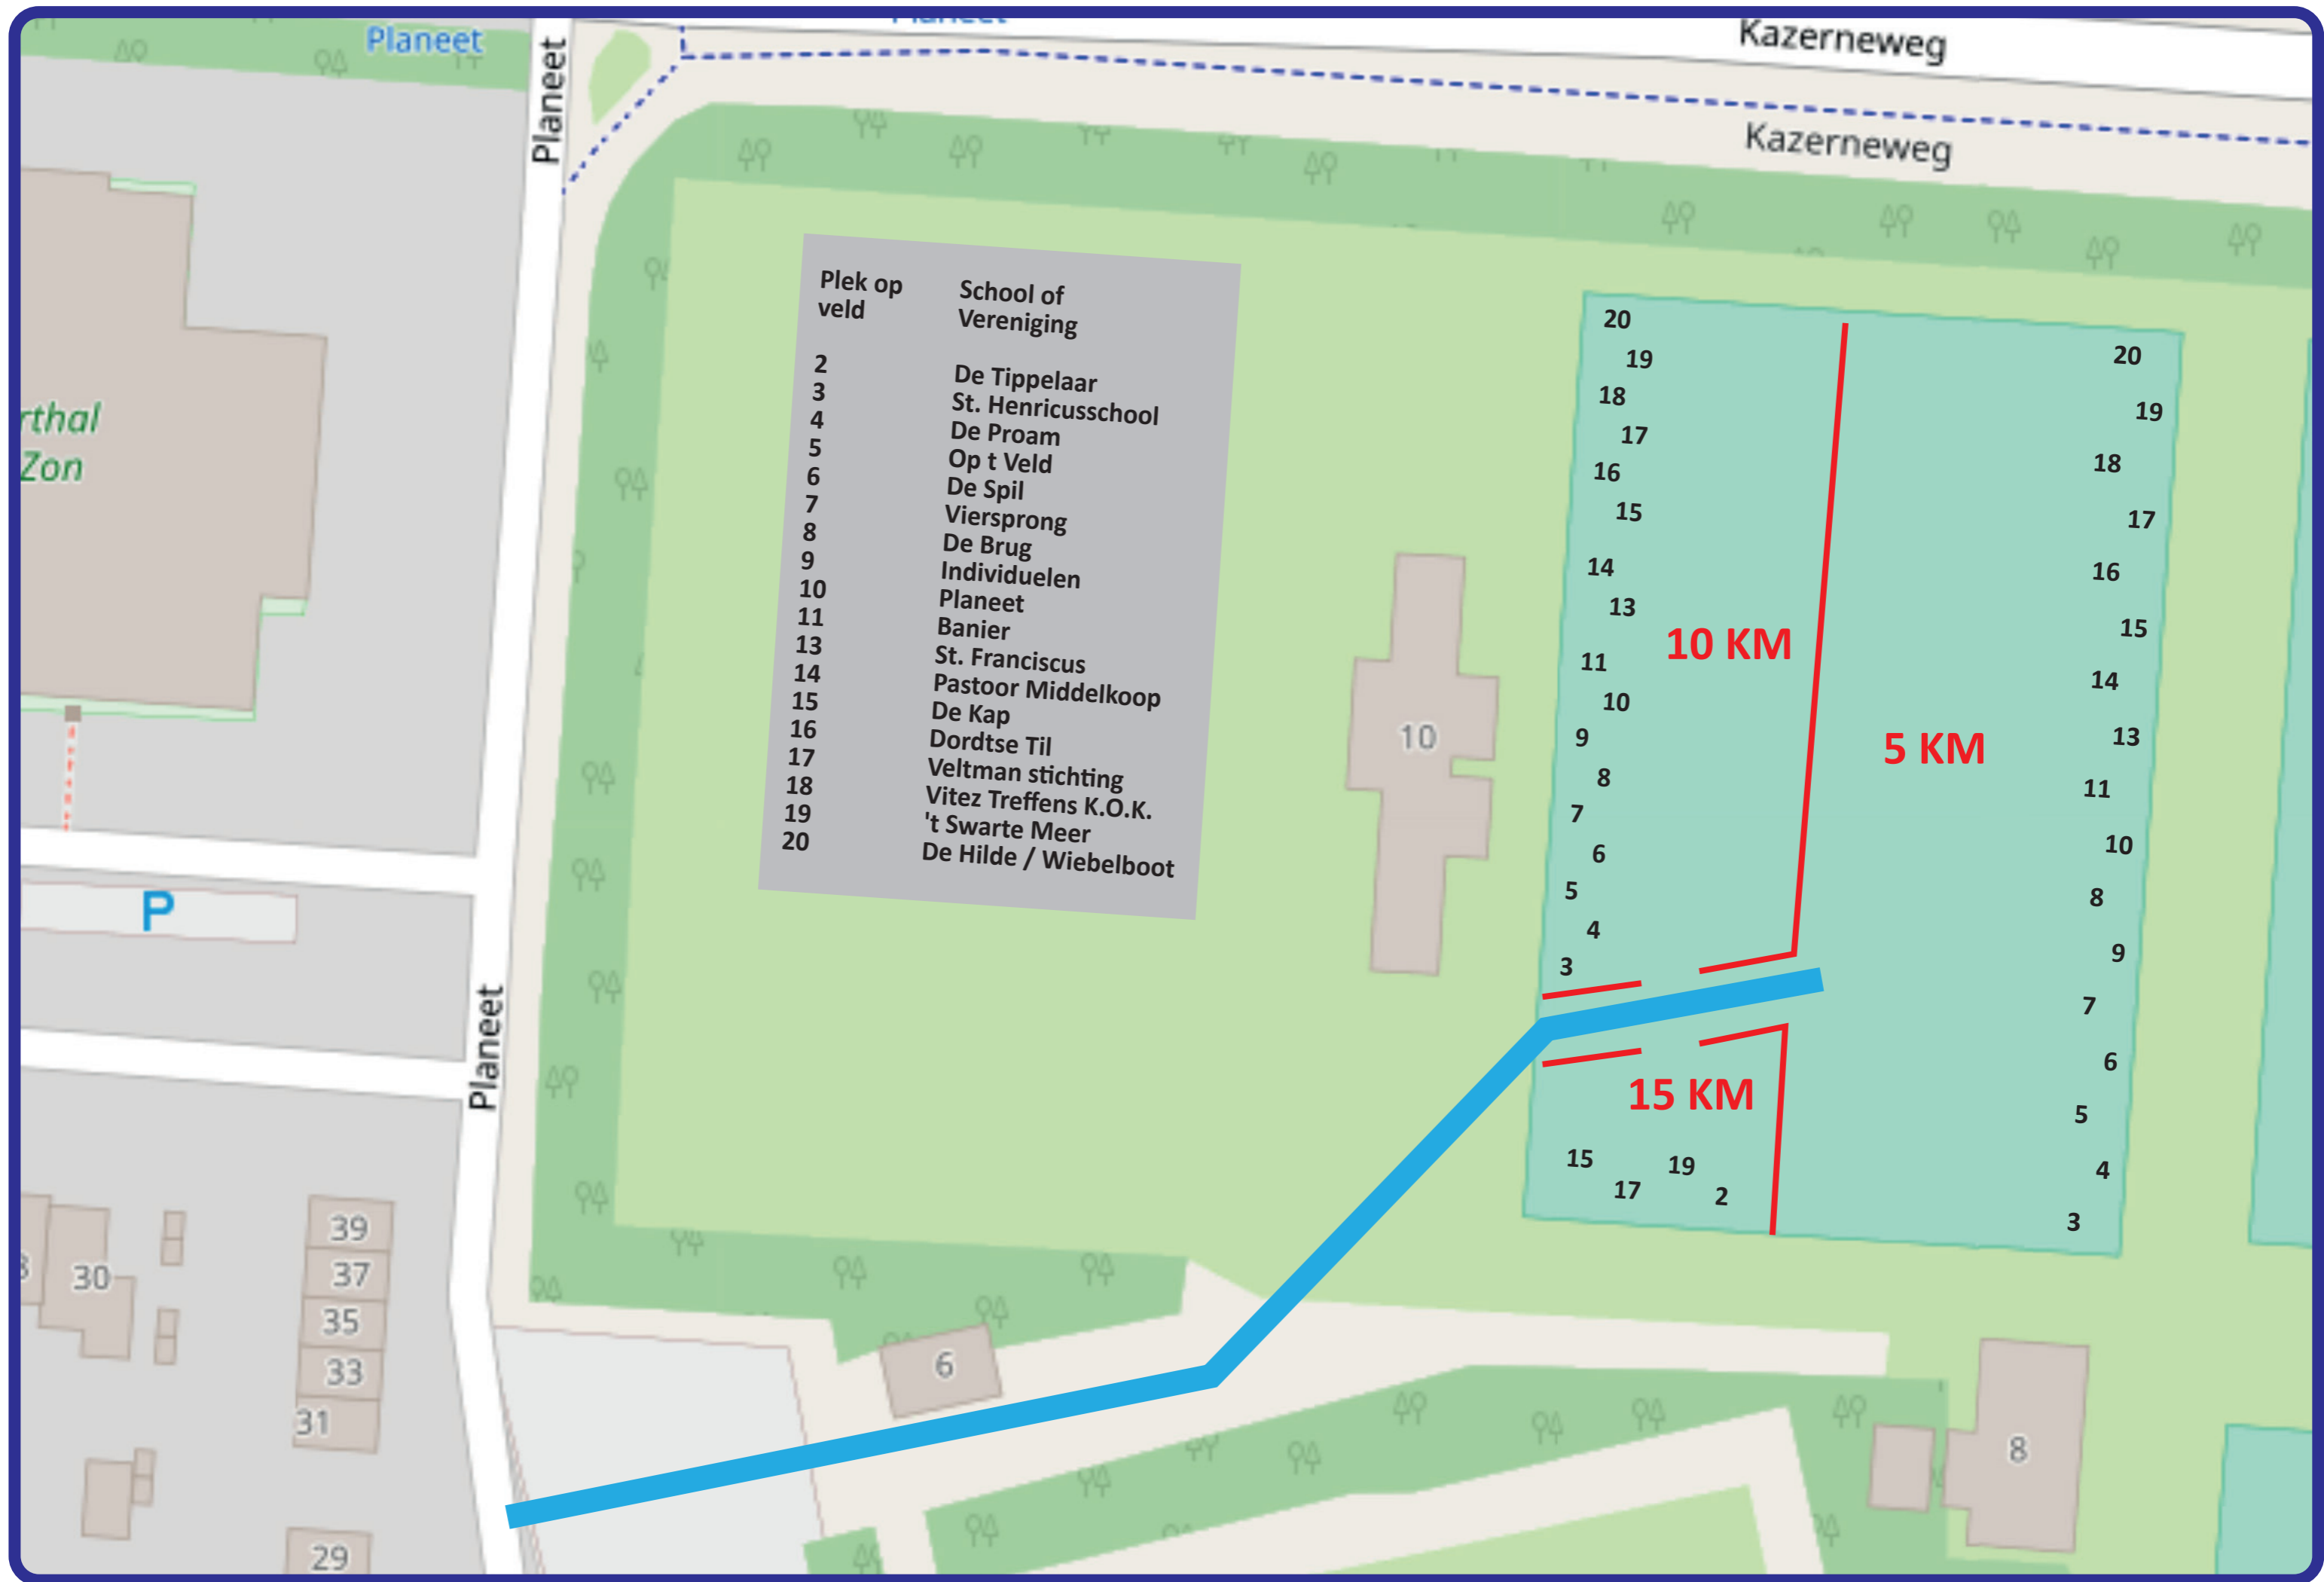 Planeet
Kazerneweg
Planeet
Kazerneweg
Plek op
veld
School of
Vereniging
2 De Tippelaar
3 St. Henricusschool
4 De Proam
5 Op t Veld
6 De Spil
7 Viersprong
8 De Brug
9 Individuelen
10 Planeet
11 Banier
13 St. Franciscus
14 Pastoor Middelkoop
15 De Kap
16 Dordtse Til
17 Veltman stichting
18 Vitez Treffens K.O.K.
19 't Swarte Meer
20 De Hilde / Wiebelboot
rthal
Zon
P
Planeet
10
20
19
18
17
16
15
14
13
11
10
9
8
7
6
5
4
3
10 KM
5 KM
20
19
18
17
16
15
14
13
11
10
8
9
7
6
5
4
3
15 KM
15
19
17
2
39
30
37
35
33
31
29
6
8